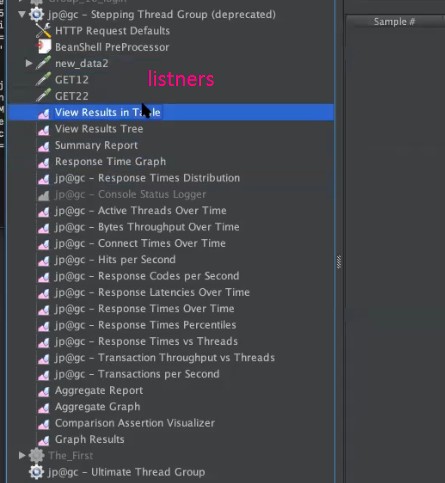 jp@gc - Stepping Thread Group (deprecated)
Sample #
HTTP Request Defaults
BeanShell PreProcessor
new_data2
GET12
listners
GET22
View Results in Table
View Results Tree
Summary Report
Response Time Graph
jp@gc - Response Times Distribution
jp@gc - Console Status Logger
jp@gc - Active Threads Over Time
jp@gc - Bytes Throughput Over Time
jp@gc - Connect Times Over Time
jp@gc - Hits per Second
jp@gc - Response Codes per Second
jp@gc - Response Latencies Over Time
jp@gc - Response Times Over Time
jp@gc - Response Times Percentiles
jp@gc - Response Times vs Threads
jp@gc - Transaction Throughput vs Threads
jp@gc - Transactions per Second
Aggregate Report
Aggregate Graph
Comparison Assertion Visualizer
Graph Results
The_First
jp@gc - Ultimate Thread Group